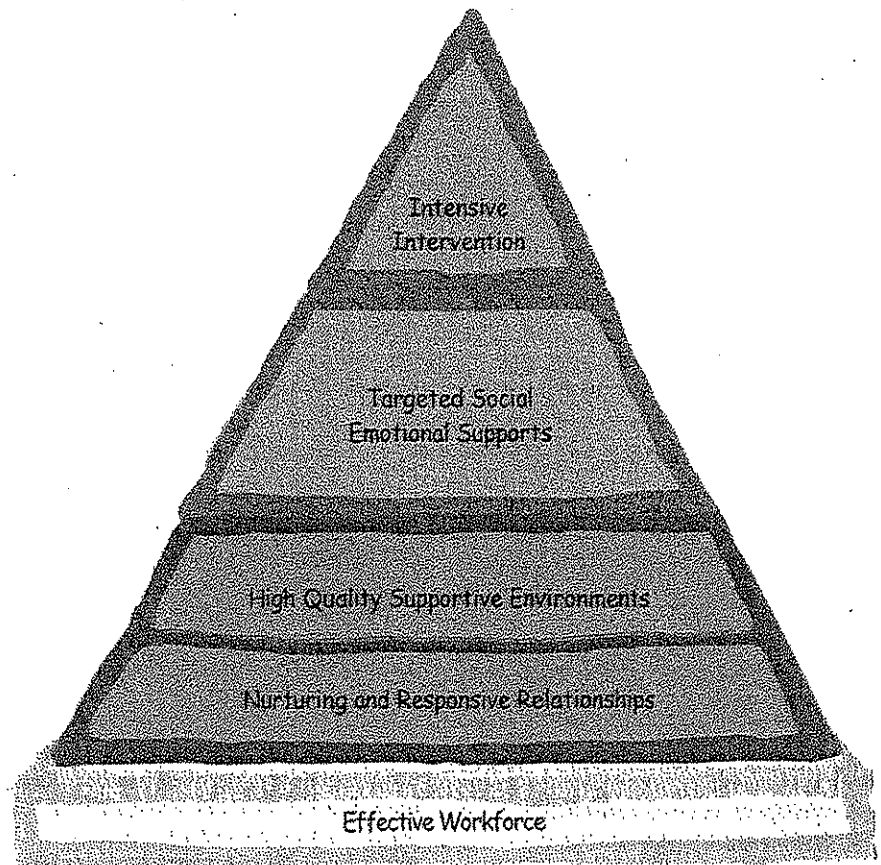 Intensive
Intervention
Targeted Social
Emotional Supports
High Quality Supportive Environments
Nurturing and Responsive Relationships
Effective Workforce